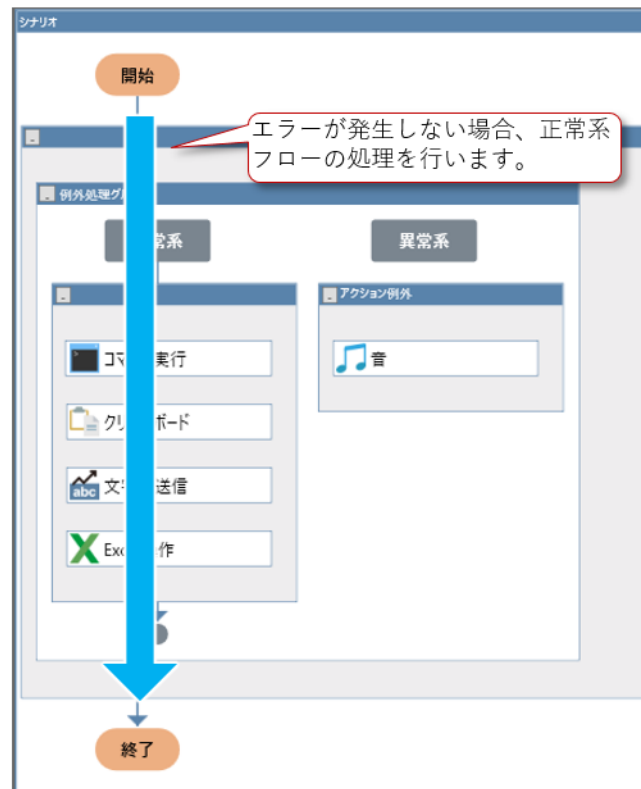 シナリオ
開始
エラーが発生しない場合、正常系
フローの処理を行います。
例外処理グ
常系
異常系
アクション例外
コマ 実行
音
クリ ボード
文字 送信
abc
Exc 作
終了